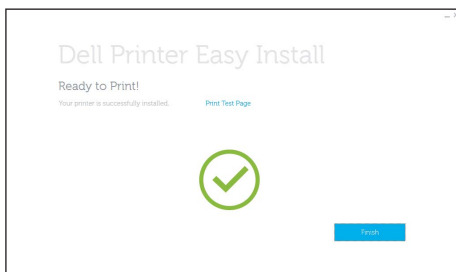 Dell Printer Easy Install
Ready to Print!
Your printer is successfully installed. Print Test Page
Finish